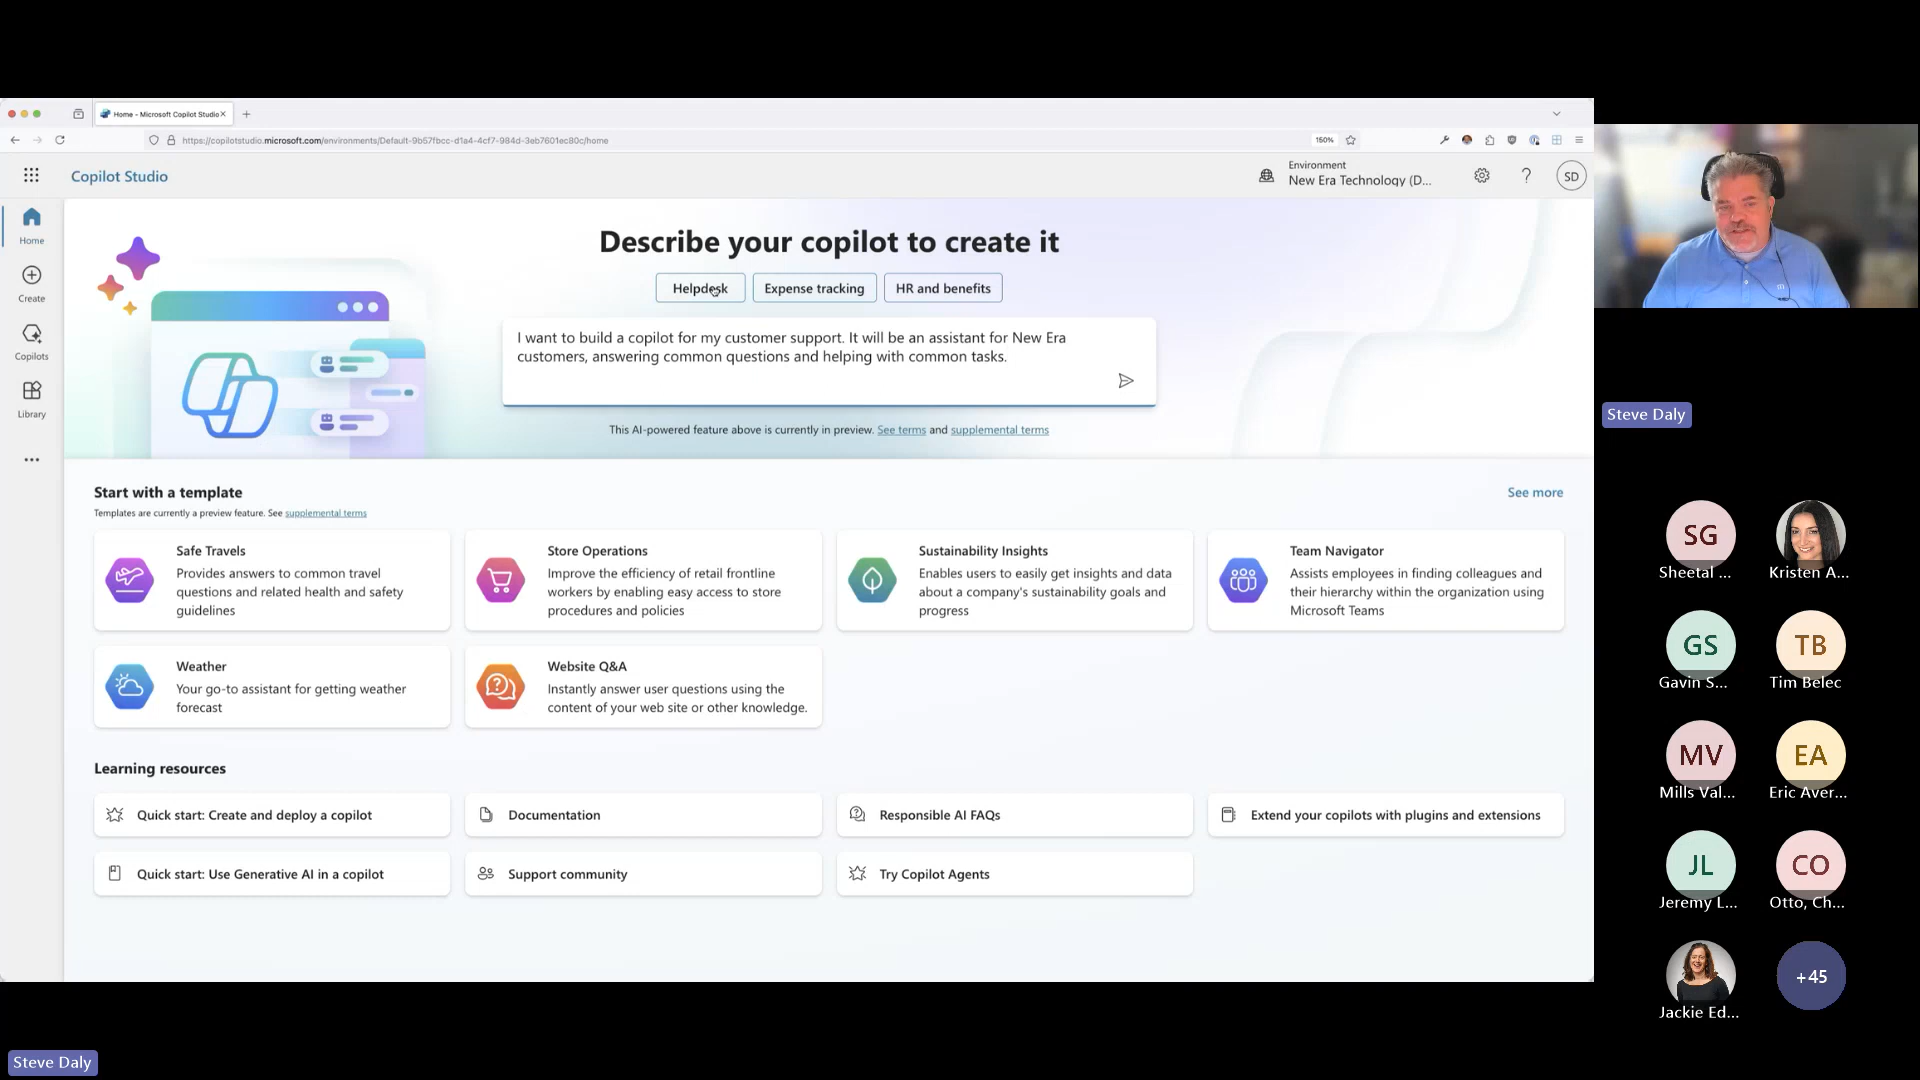 Home - Microsoft Copilot Studio
https://copilotstudio.microsoft.com/environments/Default-9b57fbcc-d1a4-4cf7-984d-3eb7601ec80c/home
150%
Copilot Studio
Environment
New Era Technology (D...
?
SD
Home
Create
Copilots
Library
Describe your copilot to create it
Helpdesk
Expense tracking
HR and benefits
I want to build a copilot for my customer support. It will be an assistant for New Era
customers, answering common questions and helping with common tasks.
This AI-powered feature above is currently in preview. See terms and supplemental terms
Start with a template
See more
Templates are currently a preview feature. See supplemental terms
Safe Travels
Provides answers to common travel
questions and related health and safety
guidelines
Store Operations
Improve the efficiency of retail frontline
workers by enabling easy access to store
procedures and policies
Sustainability Insights
Enables users to easily get insights and data
about a company's sustainability goals and
progress
Team Navigator
Assists employees in finding colleagues and
their hierarchy within the organization using
Microsoft Teams
Weather
Your go-to assistant for getting weather
forecast
Website Q&A
Instantly answer user questions using the
content of your web site or other knowledge.
Learning resources
Quick start: Create and deploy a copilot
Documentation
Responsible AI FAQs
Extend your copilots with plugins and extensions
Quick start: Use Generative AI in a copilot
Support community
Try Copilot Agents
Steve Daly
SG
Sheetal ...
Kristen A...
GS
Gavin S...
TB
Tim Belec
MV
Mills Val...
EA
Eric Aver...
JL
Jeremy L...
CO
Otto, Ch...
Jackie Ed...
+45
Steve Daly